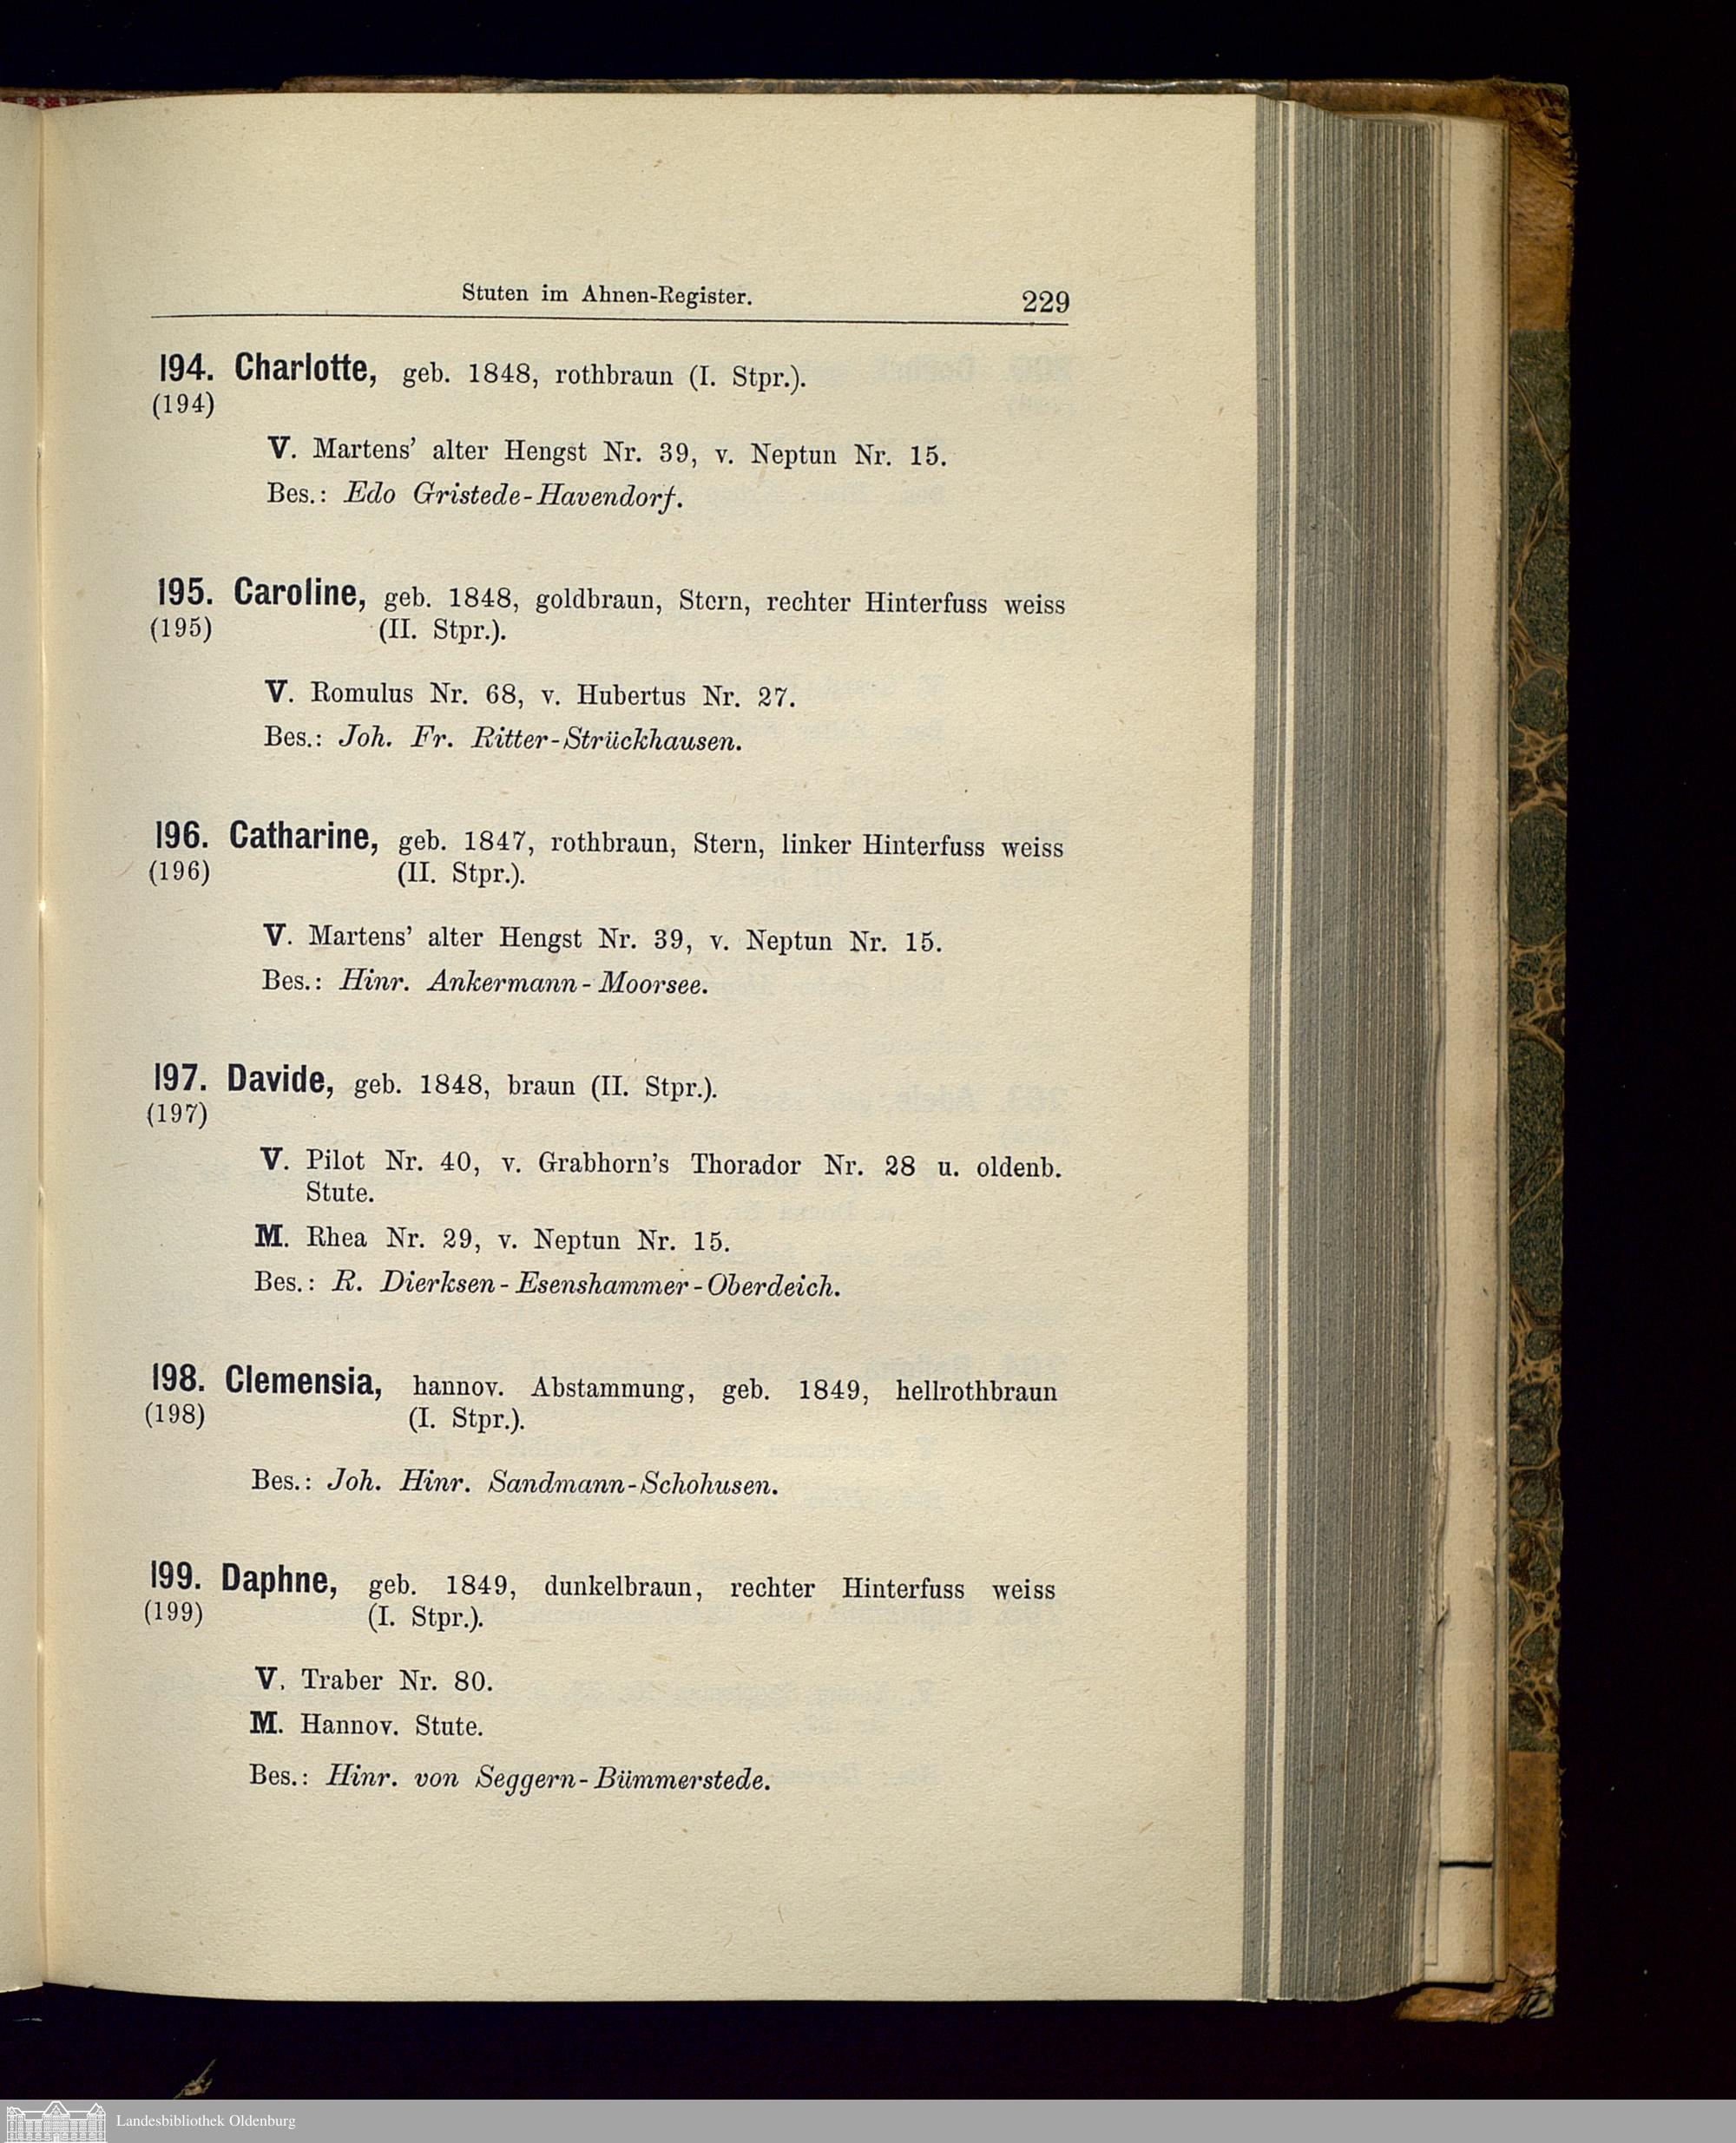 Stuten im Ahnen-Register. 229
194. Charlotte, geb. 1848, rothbraun (I. Stpr.).
(194)
V. Martens’ alter Hengst Nr. 39, v. Neptun Nr. 15.
Bes.: Edo Gristede-Havendorf.
195. Caroline, geb. 1848, goldbraun, Stern, rechter Hinterfuss weiss
(195) (II. Stpr.).
V. Romulus Nr. 68, v. Hubertus Nr. 27.
Bes.: Joh. Fr. Ritter-Strückhausen.
196. Catharine, geb. 1847, rothbraun, Stern, linker Hinterfuss weiss
(196) (II. Stpr.).
V. Martens’ alter Hengst Nr. 39, v. Neptun Nr. 15.
Bes.: Hinr. Ankermann-Moorsee.
197. Davide, geb. 1848, braun (II. Stpr.).
(197)
V. Pilot Nr. 40, v. Grabhorn’s Thorador Nr. 28 u. oldenb.
Stute.
M. Rhea Nr. 29, v. Neptun Nr. 15.
Bes.: R. Dierksen-Esenshammer-Oberdeich.
198. Clemensia, hannov. Abstammung, geb. 1849, hellrothbraun
(198) (I. Stpr.).
Bes.: Joh. Hinr. Sandmann-Schohusen.
199. Daphne, geb. 1849, dunkelbraun, rechter Hinterfuss weiss
(199) (I. Stpr.).
V. Traber Nr. 80.
M. Hannov. Stute.
Bes.: Hinr. von Seggern-Bümmerstede.
Landesbibliothek Oldenburg